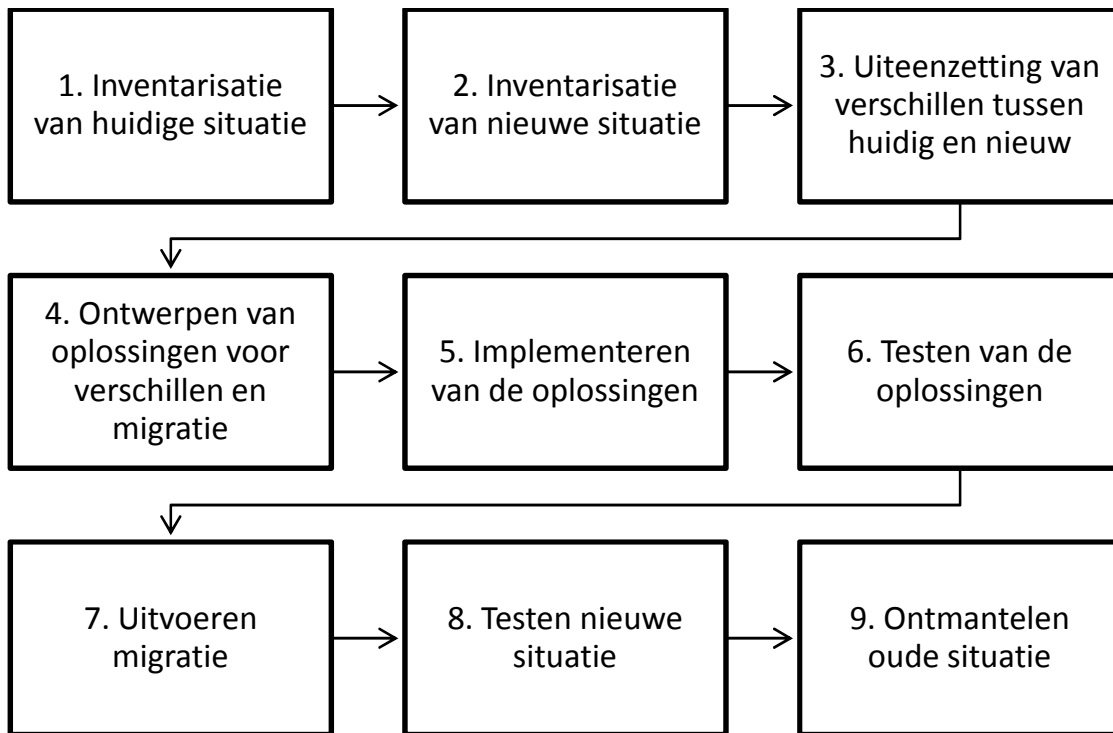 1. Inventarisatie
van huidige situatie
2. Inventarisatie
van nieuwe situatie
3. Uiteenzetting van
verschillen tussen
huidig en nieuw
4. Ontwerpen van
oplossingen voor
verschillen en
migratie
5. Implementeren
van de oplossingen
6. Testen van de
oplossingen
7. Uitvoeren
migratie
8. Testen nieuwe
situatie
9. Ontmantelen
oude situatie